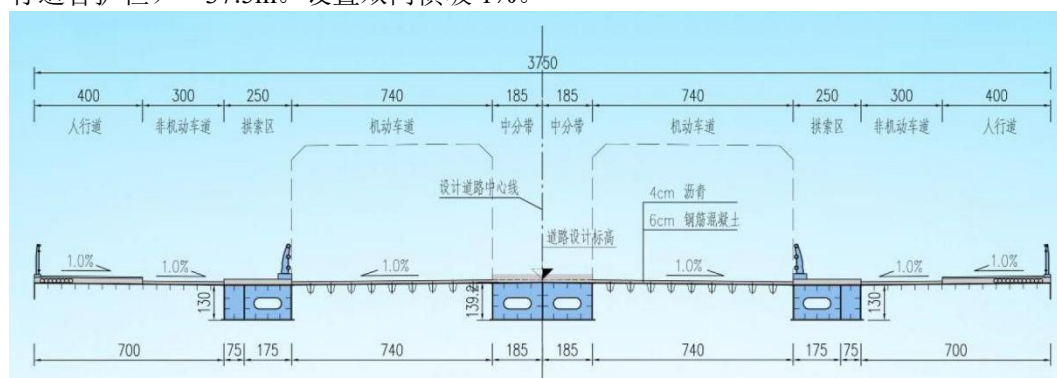 37.5m。设置双向横坡 1%。
3750
400 300 250 740 185 185 740 250 300 400
人行道 非机动车道 拱索区 机动车道 中分带 中分带 机动车道 拱索区 非机动车道 人行道
设计道路中心线
4cm 沥青
6cm 钢筋混凝土
道路设计标高
1.0% 1.0% 1.0% 1.0% 1.0% 1.0%
130 139.2 130
700 75 175 740 185 185 740 175 75 700